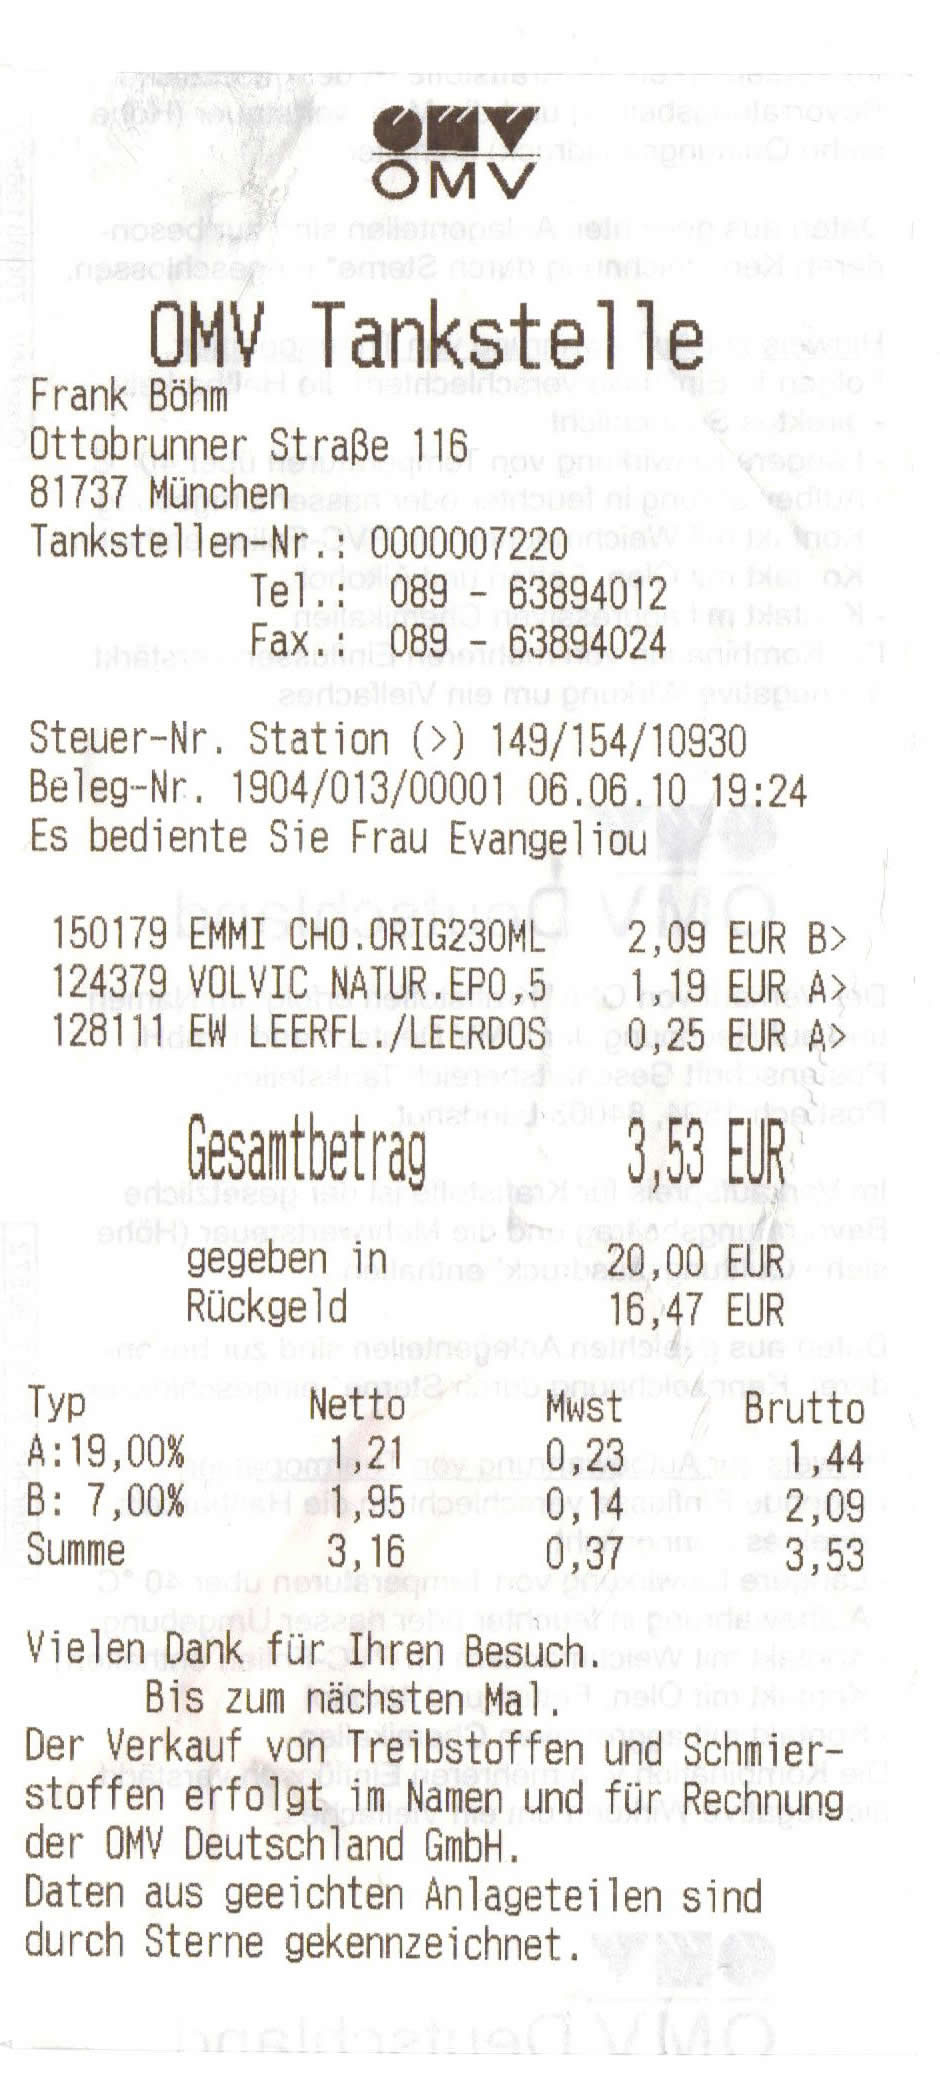 OMV
OMV Tankstelle
Frank Böhm
Ottobrunner Straße 116
81737 München
Tankstellen-Nr.: 0000007220
Tel.: 089 - 63894012
Fax.: 089 - 63894024
Steuer-Nr. Station (>) 149/154/10930
Beleg-Nr. 1904/013/00001 06.06.10 19:24
Es bediente Sie Frau Evangeliou
150179 EMMI CHO.ORIG230ML 2,09 EUR B>
124379 VOLVIC NATUR EP0.5 1,19 EUR A>
128118 EW LEERFL./LEERDOS 0,25 EUR A>
Gesamtbetrag 3,53 EUR
gegeben in 20,00 EUR
Rückgeld 16,47 EUR
Typ Netto Mwst Brutto
A:19,00% 1,21 0,23 1,44
B: 7,00% 1,95 0,14 2,09
Summe 3,16 0,37 3,53
Vielen Dank für Ihren Besuch.
Bis zum nächsten Mal.
Der Verkauf von Treibstoffen und Schmier-
stoffen erfolgt im Namen und für Rechnung
der OMV Deutschland GmbH.
Daten aus geeichten Anlageteilen sind
durch Sterne gekennzeichnet.